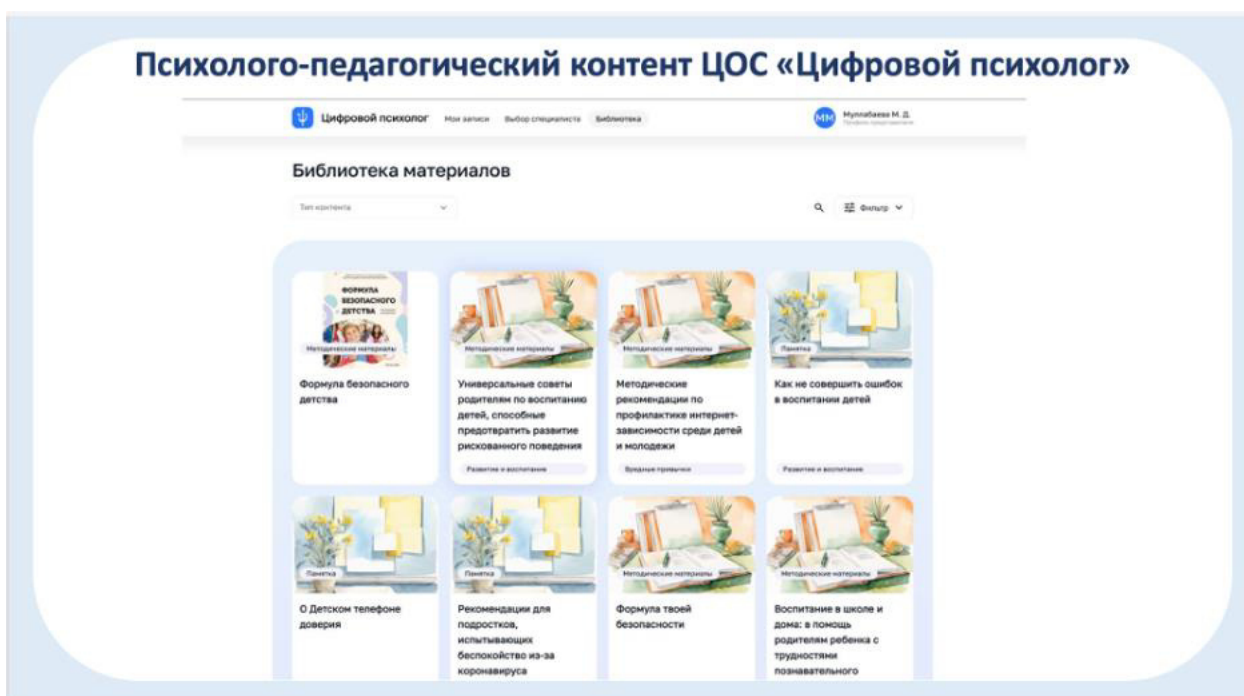 Психолого-педагогический контент ЦОС «Цифровой психолог»
Цифровой психолог Мои записи Выбор специалиста Библиотека
ММ Муллабаева М. Д.
Библиотека материалов
Тип контента
Фильтр
ФОРМУЛА
БЕЗОПАСНОГО
ДЕТСТВА
Методические материалы
Формула безопасного
детства
Методические материалы
Универсальные советы
родителям по воспитанию
детей, способные
предотвратить развитие
рискованного поведения
Развитие и воспитание
Методические материалы
Методические
рекомендации по
профилактике интернет-
зависимости среди детей
и молодежи
Вредные привычки
Памятка
Как не совершить ошибок
в воспитании детей
Развитие и воспитание
Памятка
О Детском телефоне
доверия
Памятка
Рекомендации для
подростков,
испытывающих
беспокойство из-за
коронавируса
Методические материалы
Формула твоей
безопасности
Методические материалы
Воспитание в школе и
дома: в помощь
родителям ребенка с
трудностями
познавательного